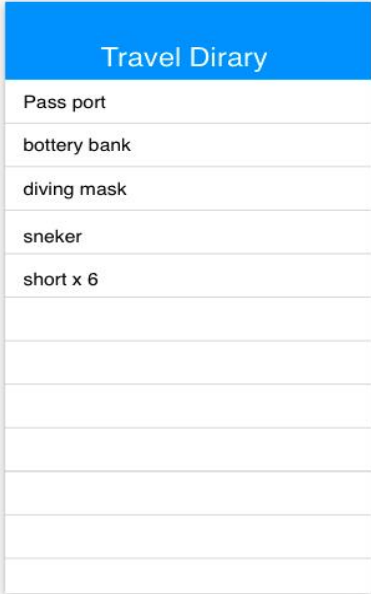 Travel Dirary
Pass port
bottery bank
diving mask
sneker
short x 6